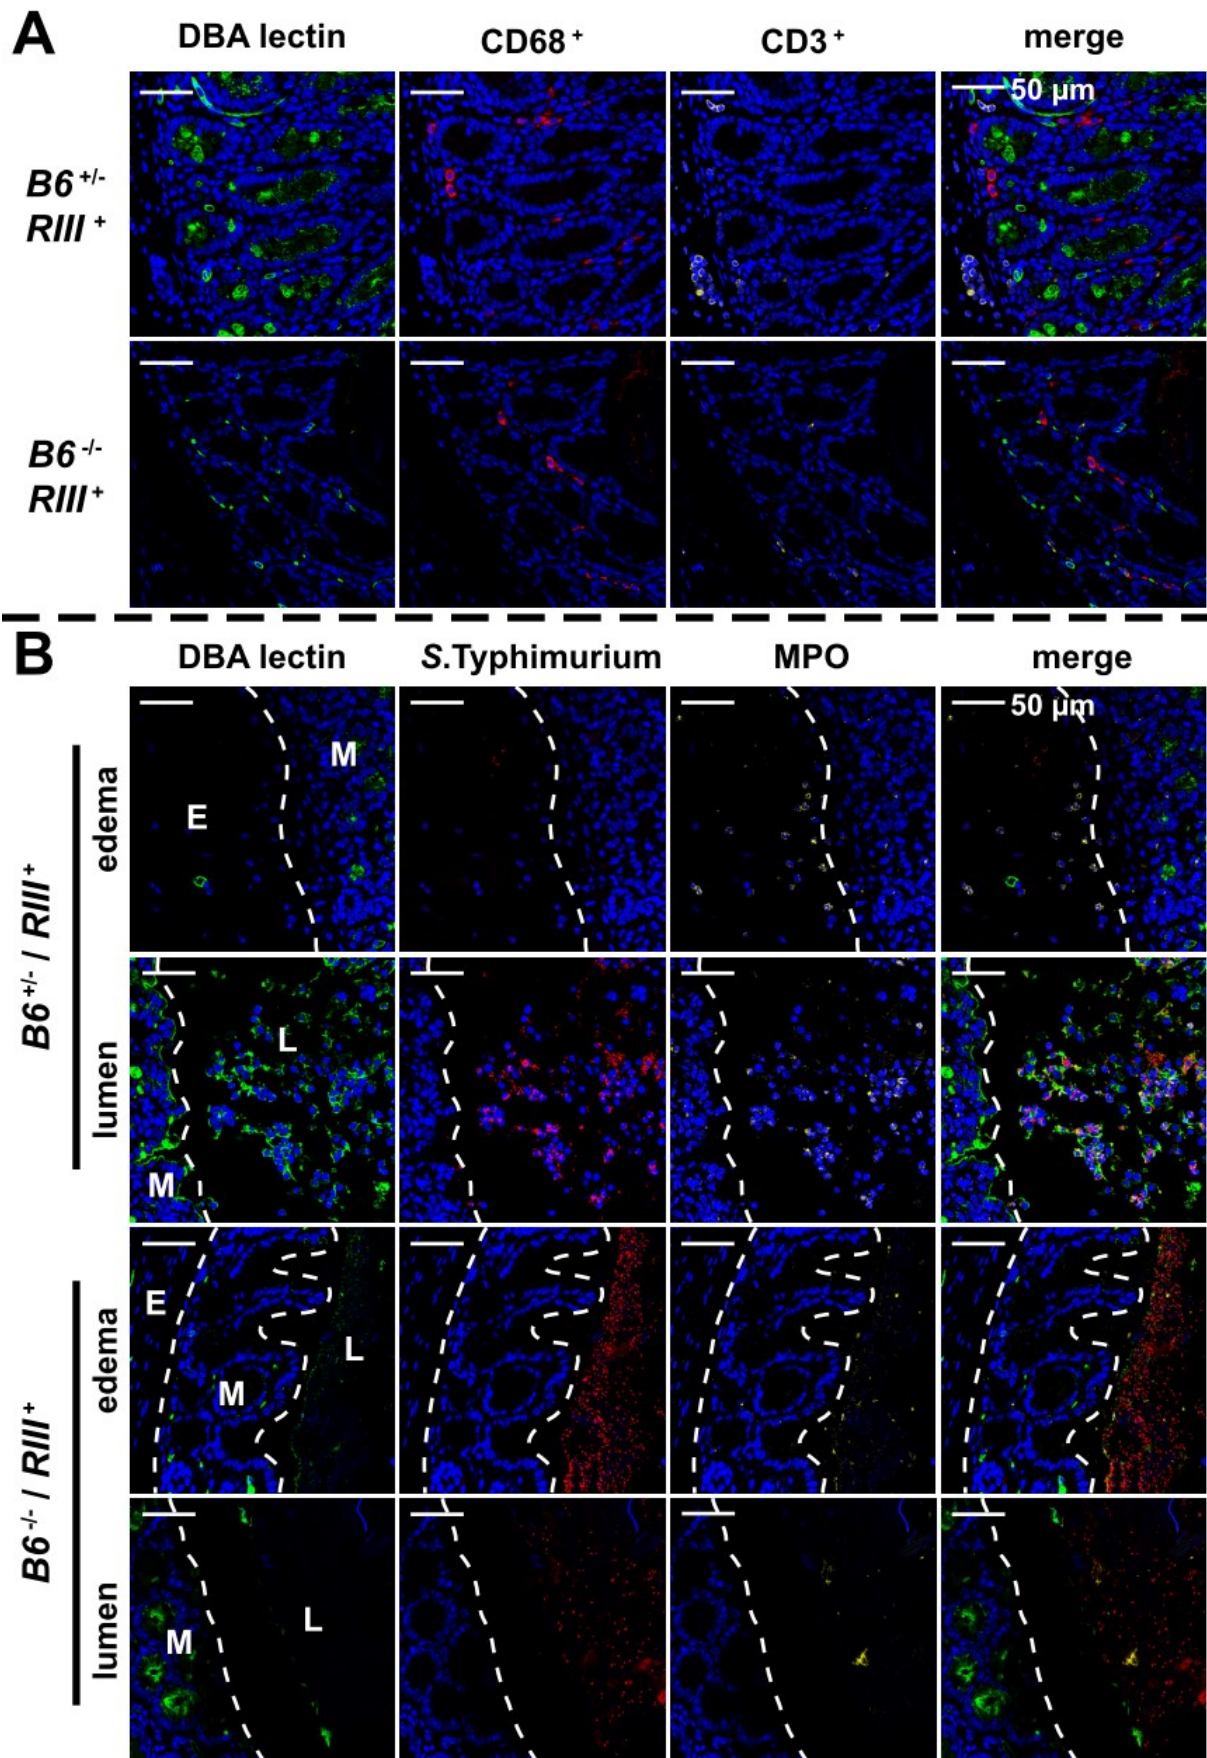 A
DBA lectin CD68 + CD3 + merge
50 µm
B6 +/-
RIII +
B6 -/-
RIII +
B
DBA lectin S.Typhimurium MPO merge
B6 +/- / RIII +
edema
E
M
50 µm
lumen
L
M
B6 -/- / RIII +
edema
E
M
L
lumen
M
L